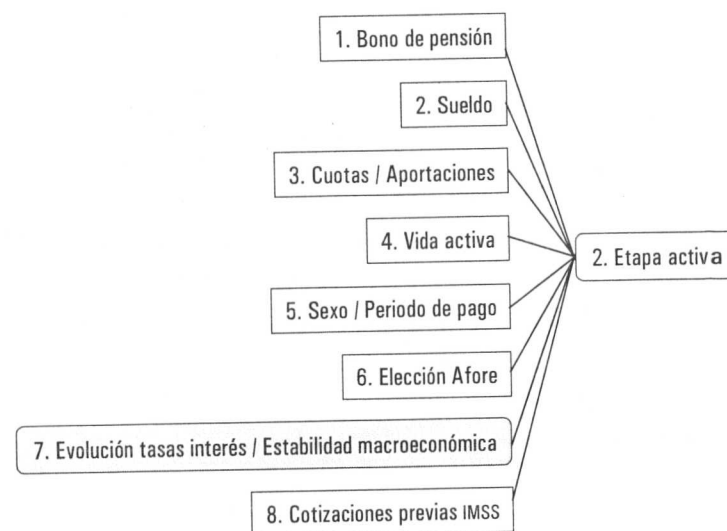 1. Bono de pensión
2. Sueldo
3. Cuotas / Aportaciones
4. Vida activa
2. Etapa activa
5. Sexo / Periodo de pago
6. Elección Afore
7. Evolución tasas interés / Estabilidad macroeconómica
8. Cotizaciones previas IMSS